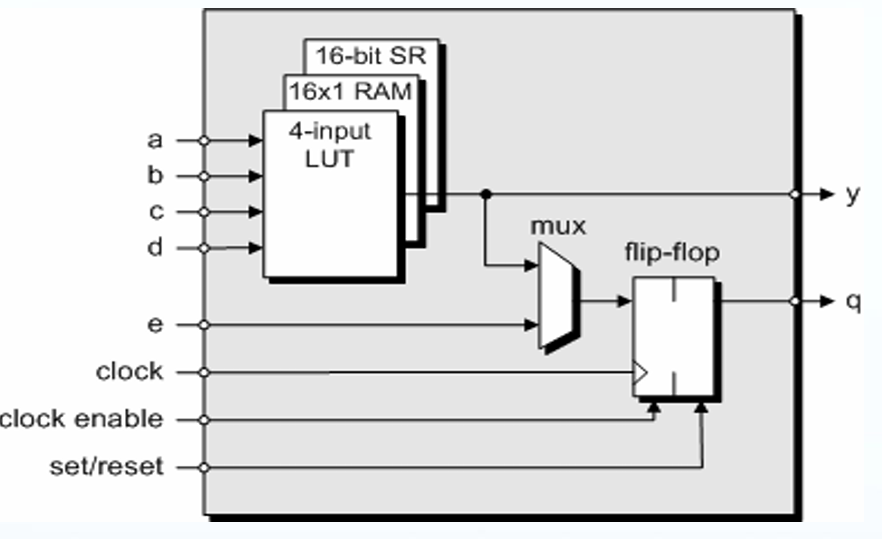 16-bit SR
16x1 RAM
4-input
LUT
a
b
c
d
y
mux
flip-flop
q
e
clock
clock enable
set/reset